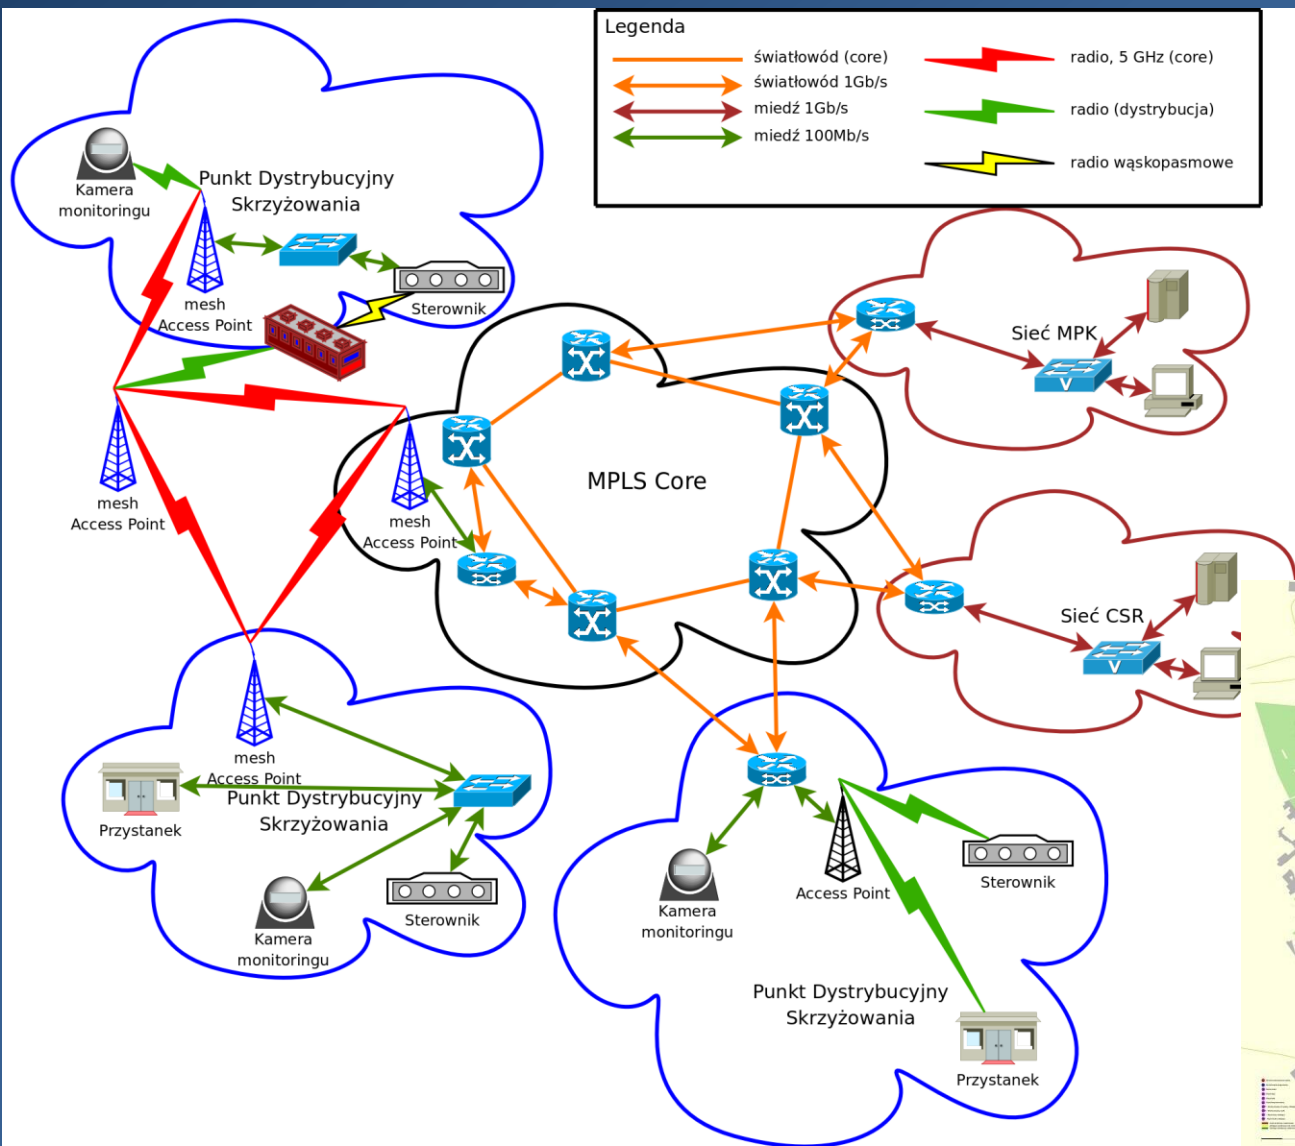 Legenda
światłowód (core)
światłowód 1Gb/s
miedź 1Gb/s
miedź 100Mb/s
radio, 5 GHz (core)
radio (dystrybucja)
radio wąskopasmowe
Kamera
monitoringu
Punkt Dystrybucyjny
Skrzyżowania
mesh
Access Point
Sterownik
mesh
Access Point
mesh
Access Point
MPLS Core
Sieć MPK
V
Sieć CSR
V
mesh
Access Point
Przystanek
Punkt Dystrybucyjny
Skrzyżowania
Kamera
monitoringu
Sterownik
Kamera
monitoringu
Access Point
Sterownik
Punkt Dystrybucyjny
Skrzyżowania
Przystanek